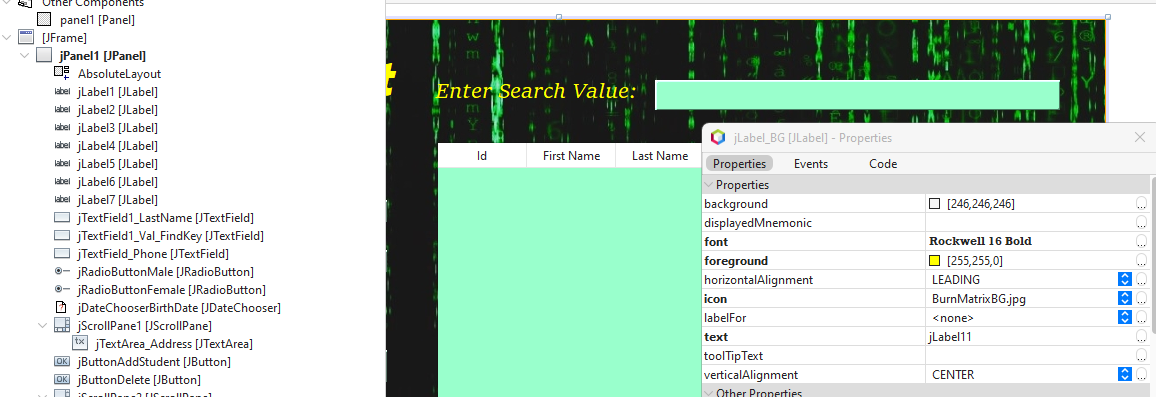 Other Components
panel1 [Panel]
[JFrame]
jPanel1 [JPanel]
AbsoluteLayout
label jLabel1 [JLabel]
label jLabel2 [JLabel]
label jLabel3 [JLabel]
label jLabel4 [JLabel]
label jLabel5 [JLabel]
label jLabel6 [JLabel]
label jLabel7 [JLabel]
jTextField1_LastName [JTextField]
jTextField1_Val_FindKey [JTextField]
jTextField_Phone [JTextField]
jRadioButtonMale [JRadioButton]
jRadioButtonFemale [JRadioButton]
jDateChooserBirthDate [JDateChooser]
jScrollPane1 [JScrollPane]
tx jTextArea_Address [JTextArea]
OK jButtonAddStudent [JButton]
OK jButtonDelete [JButton]
t
Enter Search Value:
Id First Name Last Name
jLabel_BG [JLabel] - Properties
Properties Events Code
Properties
background [246,246,246] ...
displayedMnemonic ...
font Rockwell 16 Bold ...
foreground [255,255,0] ...
horizontalAlignment LEADING ...
icon BurnMatrixBG.jpg ...
labelFor <none> ...
text jLabel11 ...
toolTipText ...
verticalAlignment CENTER ...
Other Properties